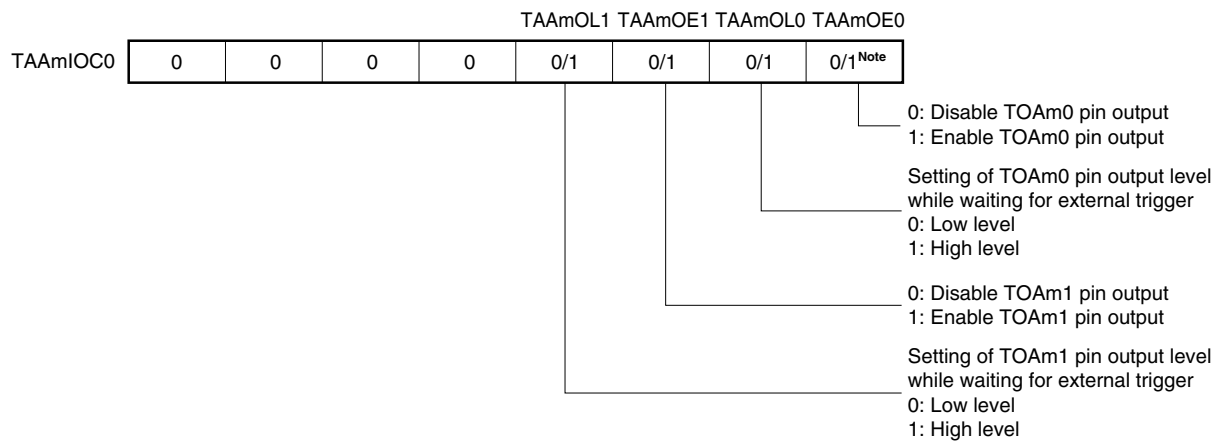 TAAmOL1 TAAmOE1 TAAmOL0 TAAmOE0
TAAmIOC0 0 0 0 0 0/1 0/1 0/1 0/1Note
0: Disable TOAm0 pin output
1: Enable TOAm0 pin output
Setting of TOAm0 pin output level
while waiting for external trigger
0: Low level
1: High level
0: Disable TOAm1 pin output
1: Enable TOAm1 pin output
Setting of TOAm1 pin output level
while waiting for external trigger
0: Low level
1: High level